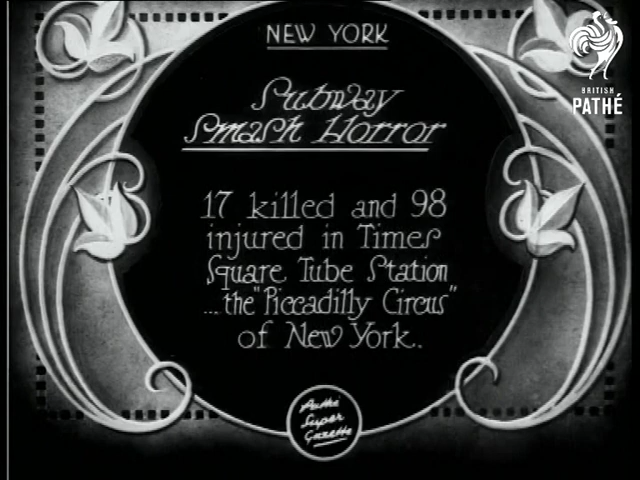 NEW YORK
Subway
Smash Horror
17 killed and 98
injured in Times
Square Tube Station
...the "Piccadilly Circus"
of New York.
Pathé
Super
Gazette
BRITISH
PATHÉ